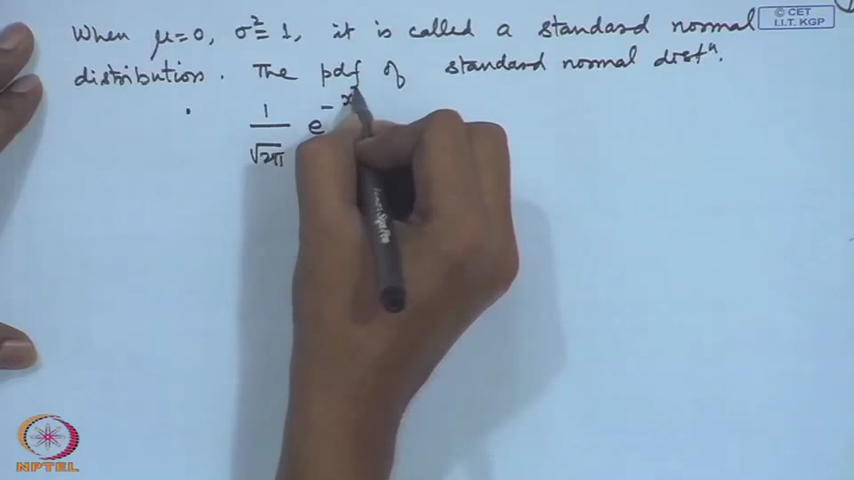 When μ=0, σ²=1, it is called a standard normal
distribution. The pdf of standard normal distⁿ.
1
√2π e^-x
© CET
I.I.T. KGP
NPTEL